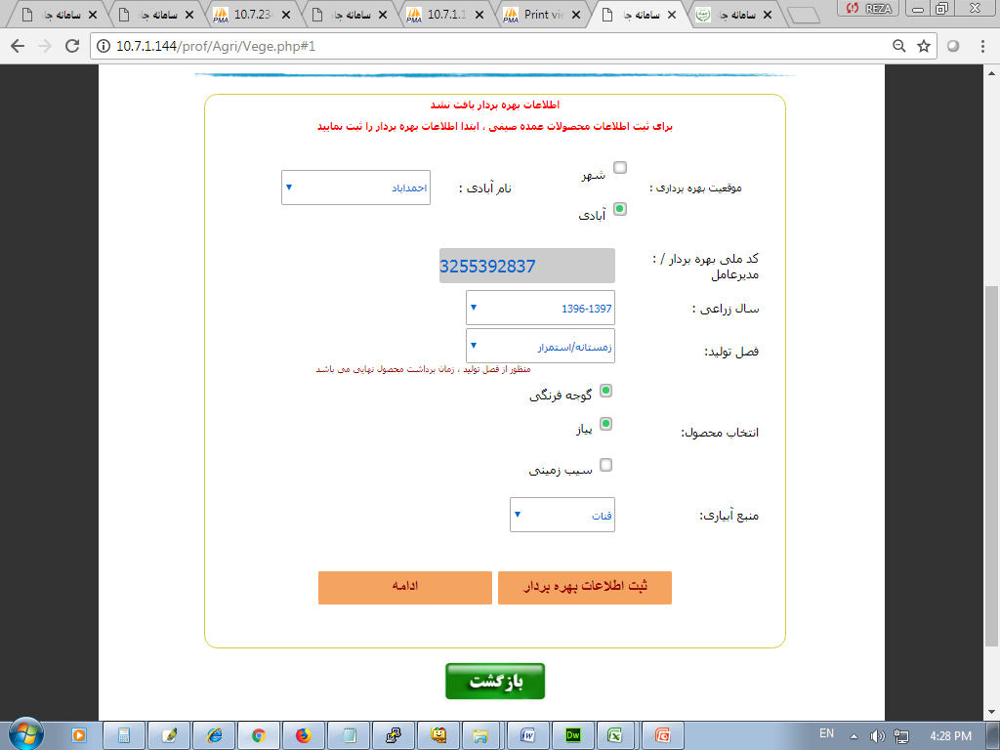 سامانه جا
سامانه جا
10.7.23
سامانه جا
10.7.1.1
Print vie
سامانه جا
سامانه جا
REZA
10.7.1.144/prof/Agri/Vege.php#1
اطلاعات بهره بردار یافت نشد
برای ثبت اطلاعات محصولات عمده صیفی ، ابتدا اطلاعات بهره بردار را ثبت نمایید
موقعیت بهره برداری :
شهر
آبادی
نام آبادی :
احمداباد
کد ملی بهره بردار / :
مدیرعامل
3255392837
سال زراعی :
1396-1397
فصل تولید:
زمستانه/استمرار
منظور از فصل تولید ، زمان برداشت محصول نهایی می باشد
انتخاب محصول:
گوجه فرنگی
پیاز
سیب زمینی
منبع آبیاری:
قنات
ثبت اطلاعات بهره بردار
ادامه
بازگشت
PMA
PMA
PMA
EN
4:28 PM